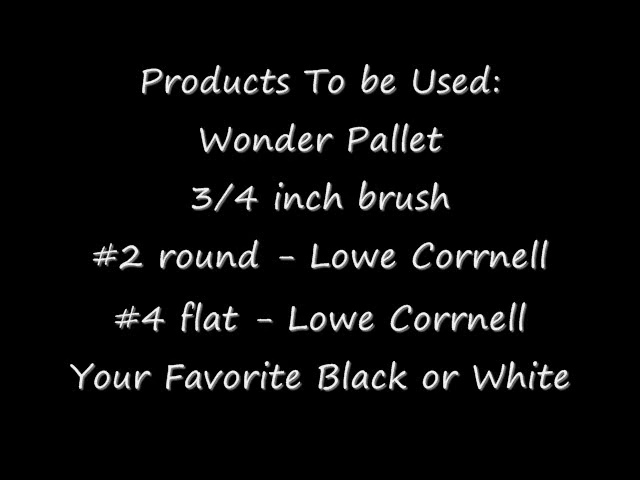 Products To be Used:
Wonder Pallet
3/4 inch brush
#2 round - Lowe Corrnell
#4 flat - Lowe Corrnell
Your Favorite Black or White